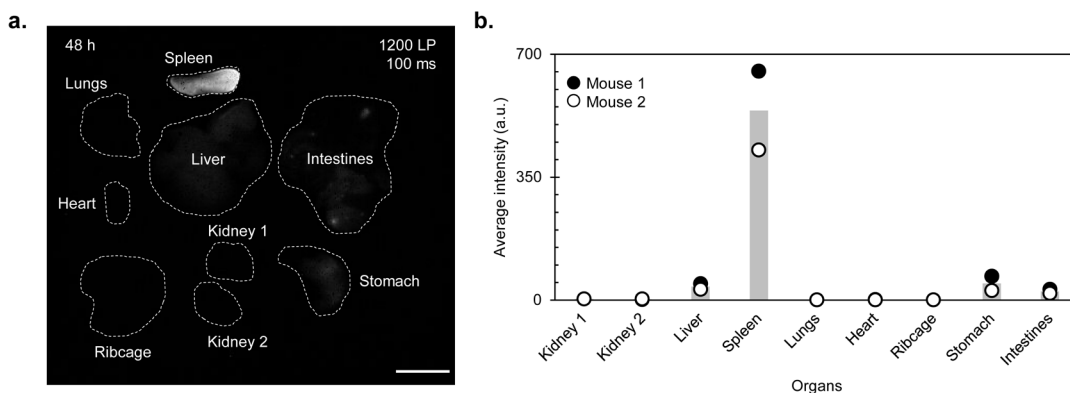 a.
48 h
1200 LP
100 ms
Spleen
Lungs
Liver
Intestines
Heart
Kidney 1
Stomach
Kidney 2
Ribcage
b.
700
350
0
Average intensity (a.u.)
Mouse 1
Mouse 2
Kidney 1
Kidney 2
Liver
Spleen
Lungs
Heart
Ribcage
Stomach
Intestines
Organs